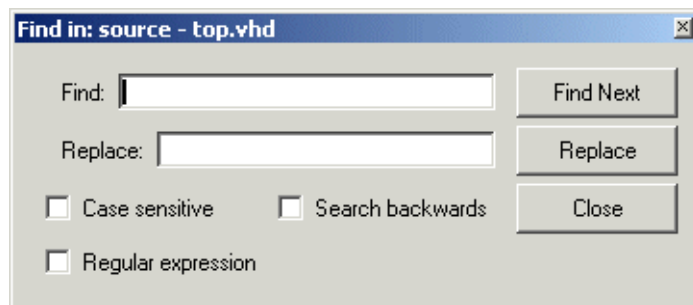 Find in: source - top.vhd
Find: Find Next
Replace: Replace
Case sensitive Search backwards Close
Regular expression